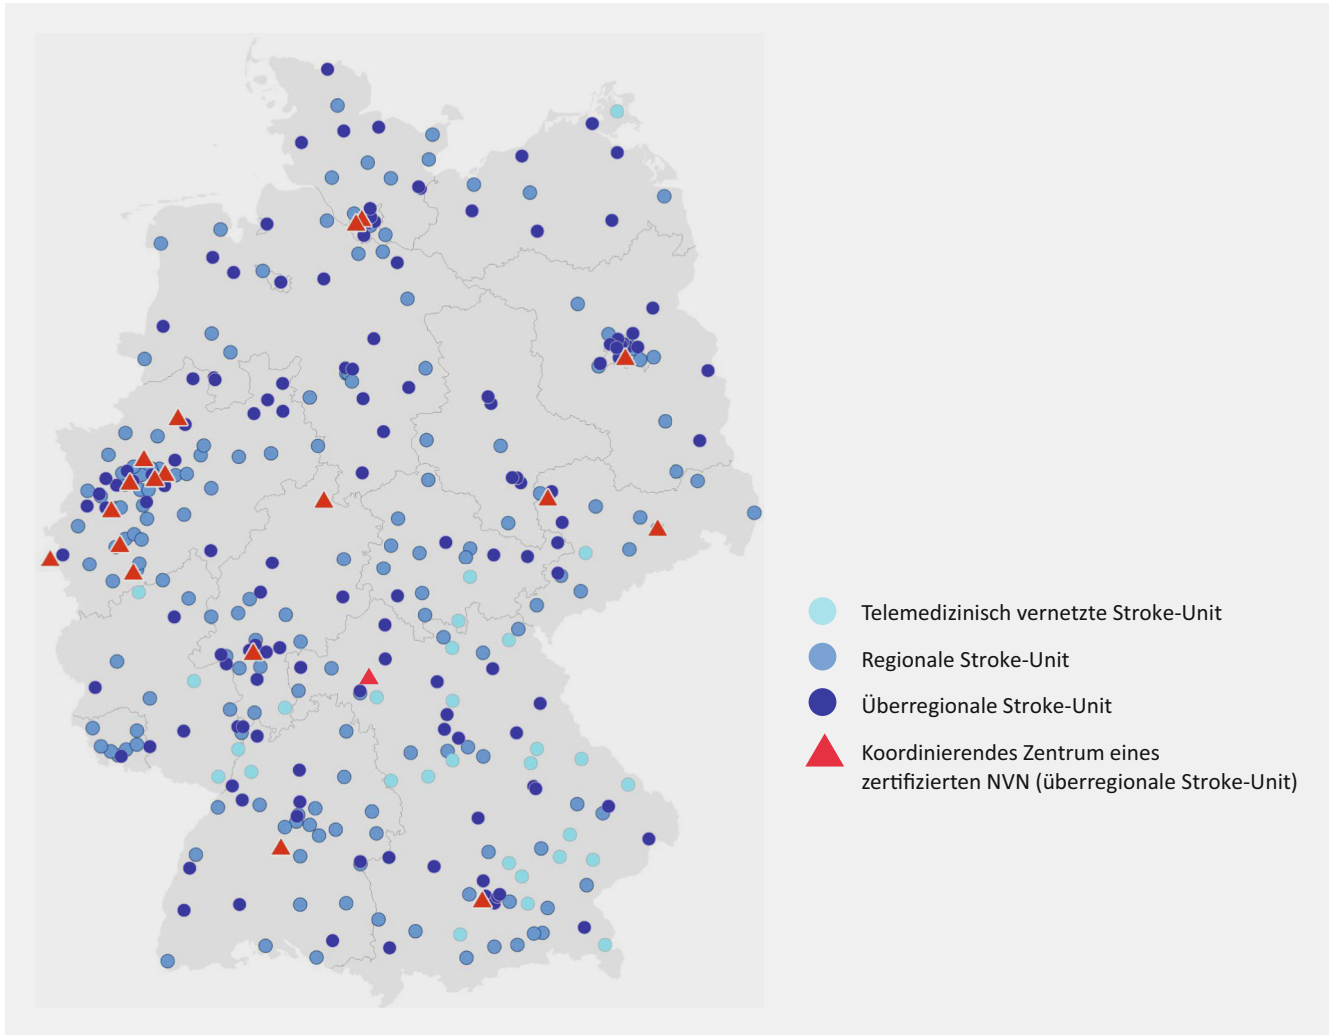 Telemedizinisch vernetzte Stroke-Unit
Regionale Stroke-Unit
Überregionale Stroke-Unit
Koordinierendes Zentrum eines
zertifizierten NVN (überregionale Stroke-Unit)